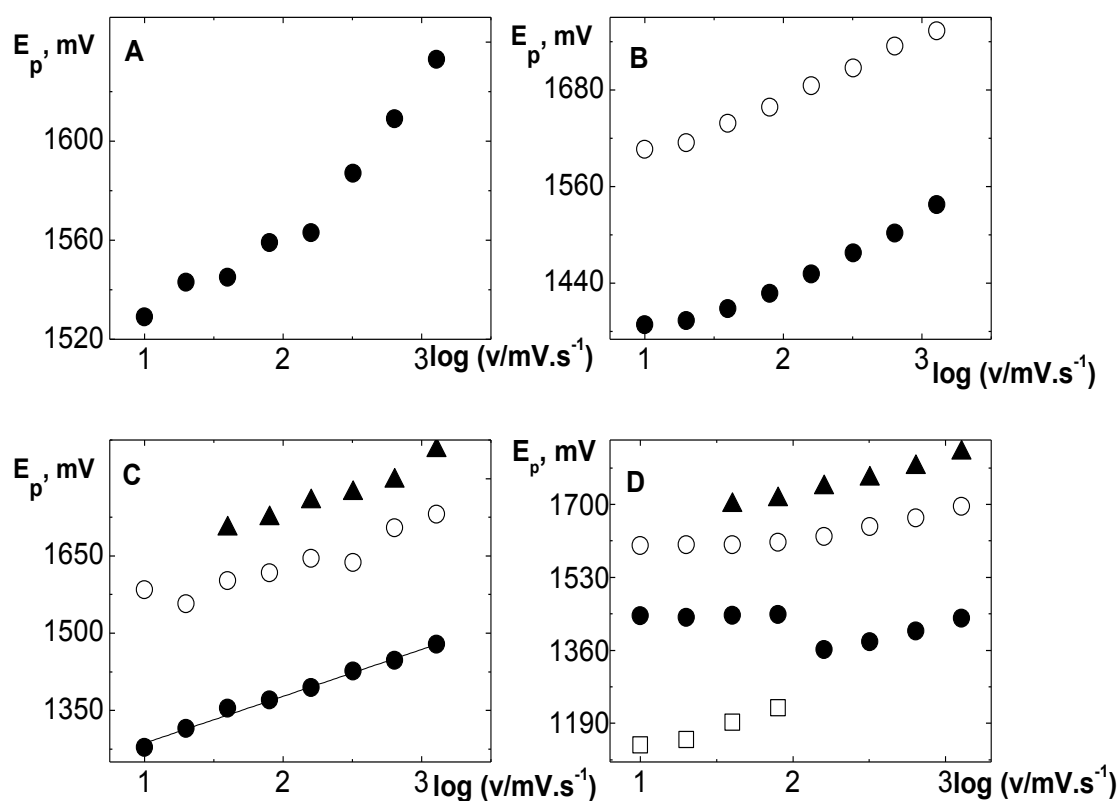 E_p, mV
A
1600
1560
1520
1
2
3
log (v/mV.s^-1)
E_p, mV
B
1680
1560
1440
1
2
3
log (v/mV.s^-1)
E_p, mV
C
1650
1500
1350
1
2
3
log (v/mV.s^-1)
E_p, mV
D
1700
1530
1360
1190
1
2
3
log (v/mV.s^-1)